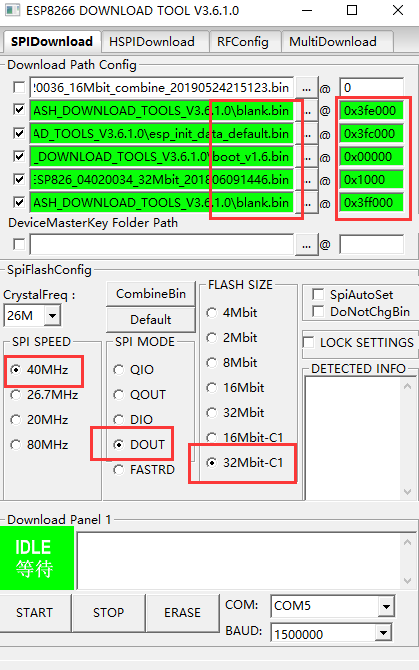 ESP8266 DOWNLOAD TOOL V3.6.1.0
SPIDownload HSPIDownload RFConfig MultiDownload
Download Path Config
20036_16Mbit_combine_20190524215123.bin ... @ 0
ASH_DOWNLOAD_TOOLS_V3.6.1.0\blank.bin ... @ 0x3fe000
AD_TOOLS_V3.6.1.0\esp_init_data_default.bin ... @ 0x3fc000
_DOWNLOAD_TOOLS_V3.6.1.0\boot_v1.6.bin ... @ 0x00000
ESP826_04020034_32Mbit_201806091446.bin ... @ 0x1000
ASH_DOWNLOAD_TOOLS_V3.6.1.0\blank.bin ... @ 0x3ff000
DeviceMasterKey Folder Path
... @
SpiFlashConfig
CrystalFreq :
26M
CombineBin
Default
SPI SPEED
40MHz
26.7MHz
20MHz
80MHz
SPI MODE
QIO
QOUT
DIO
DOUT
FASTRD
FLASH SIZE
4Mbit
2Mbit
8Mbit
16Mbit
32Mbit
16Mbit-C1
32Mbit-C1
SpiAutoSet
DoNotChgBin
LOCK SETTINGS
DETECTED INFO
Download Panel 1
IDLE
等待
START STOP ERASE
COM: COM5
BAUD: 1500000